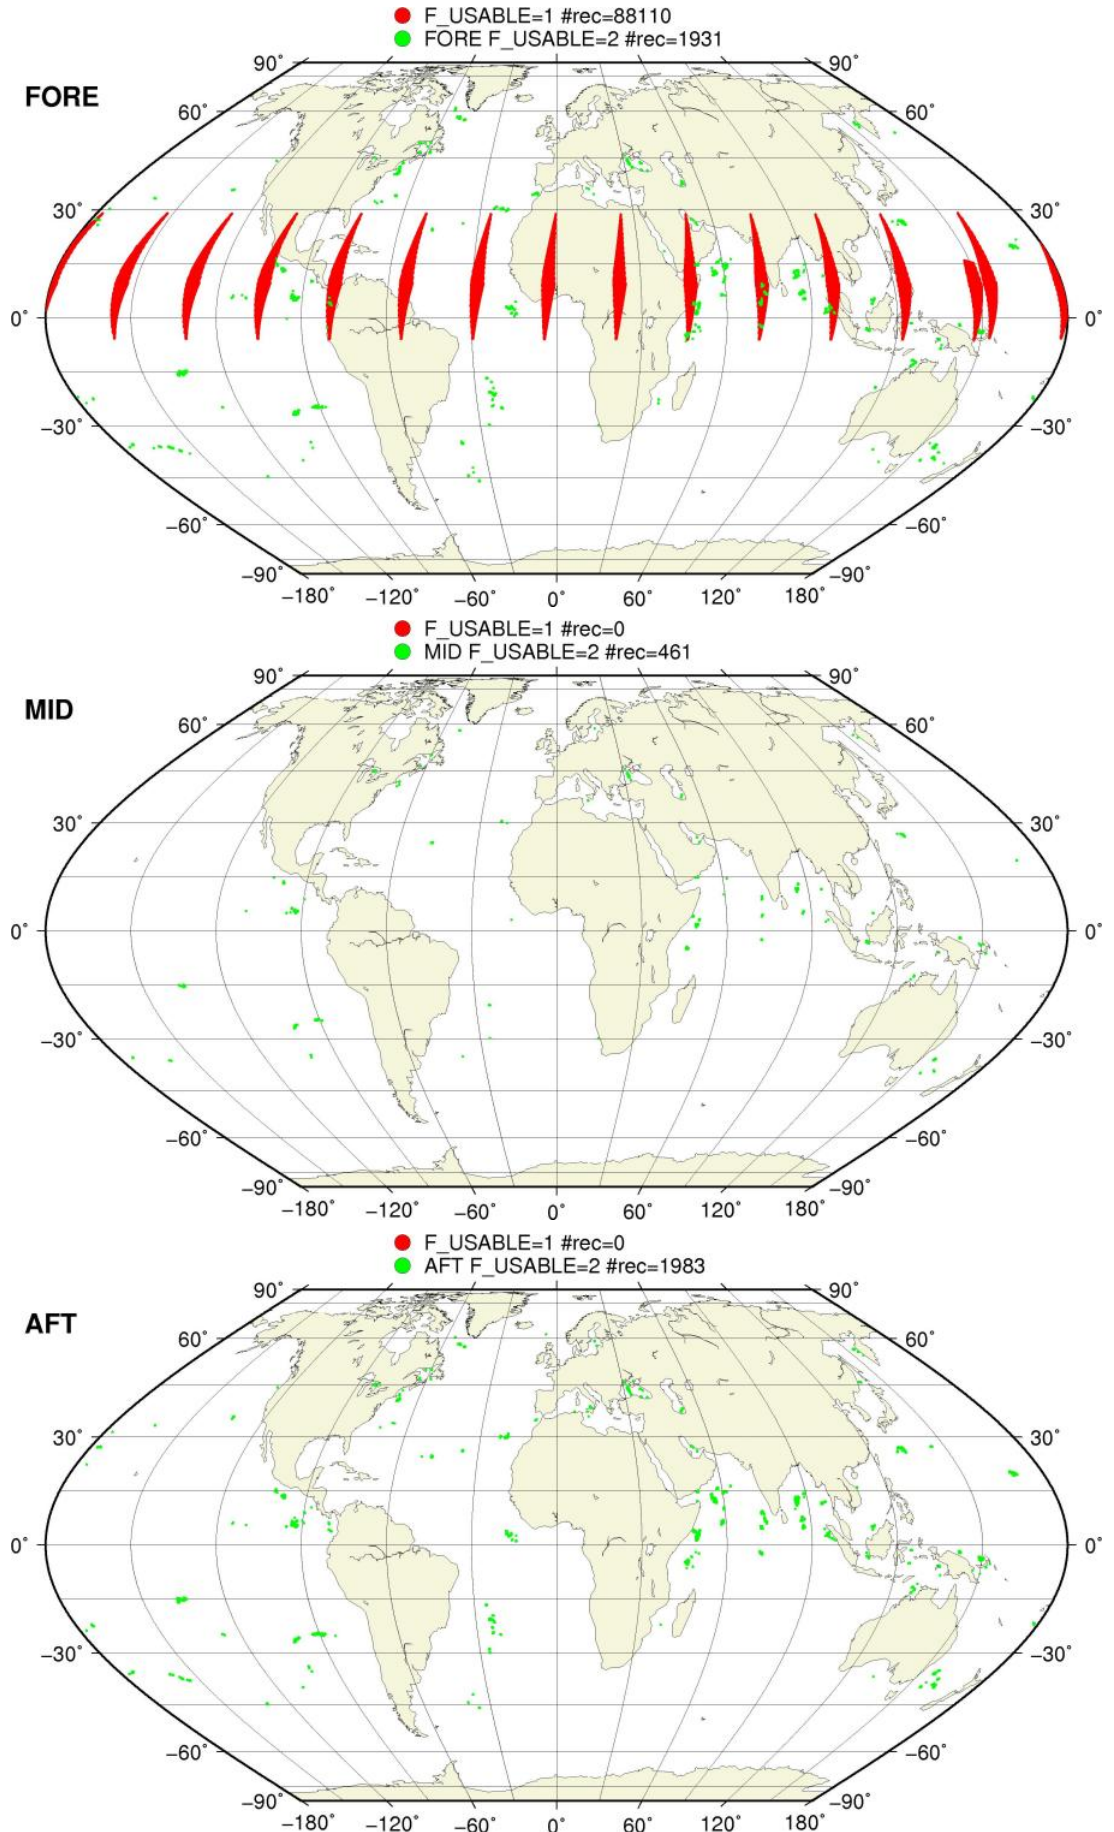 F_USABLE=1 #rec=88110
FORE F_USABLE=2 #rec=1931
90˚ 90˚
FORE
60˚ 60˚
30˚ 30˚
0˚ 0˚
−30˚ −30˚
−60˚ −60˚
−90˚ −90˚
−180˚ −120˚ −60˚ 0˚ 60˚ 120˚ 180˚
F_USABLE=1 #rec=0
MID F_USABLE=2 #rec=461
90˚ 90˚
MID
60˚ 60˚
30˚ 30˚
0˚ 0˚
−30˚ −30˚
−60˚ −60˚
−90˚ −90˚
−180˚ −120˚ −60˚ 0˚ 60˚ 120˚ 180˚
F_USABLE=1 #rec=0
AFT F_USABLE=2 #rec=1983
90˚ 90˚
AFT
60˚ 60˚
30˚ 30˚
0˚ 0˚
−30˚ −30˚
−60˚ −60˚
−90˚ −90˚
−180˚ −120˚ −60˚ 0˚ 60˚ 120˚ 180˚